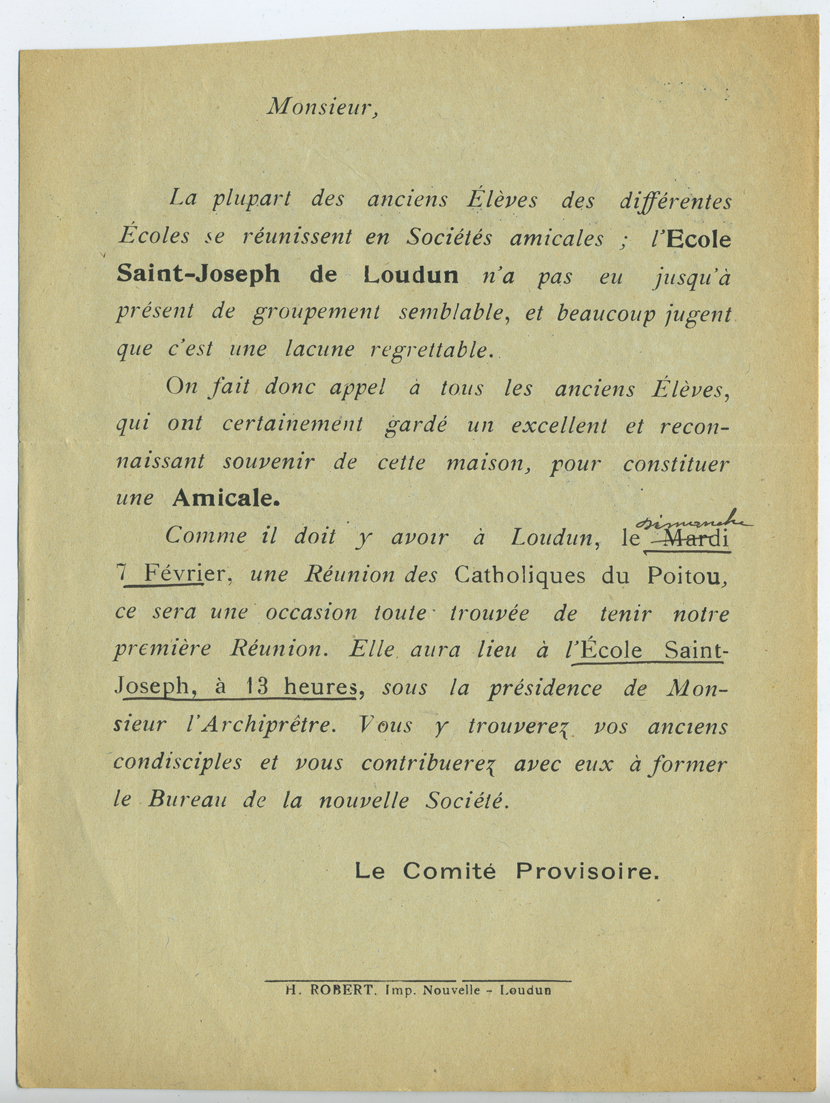 Monsieur,
La plupart des anciens Élèves des différentes
Écoles se réunissent en Sociétés amicales ; l'Ecole
Saint-Joseph de Loudun n'a pas eu jusqu'à
présent de groupement semblable, et beaucoup jugent
que c'est une lacune regrettable.
On fait donc appel à tous les anciens Élèves,
qui ont certainement gardé un excellent et recon-
naissant souvenir de cette maison, pour constituer
une Amicale.
dimanche
Comme il doit y avoir à Loudun, le Mardi
7 Février, une Réunion des Catholiques du Poitou,
ce sera une occasion toute trouvée de tenir notre
première Réunion. Elle aura lieu à l'École Saint-
Joseph, à 13 heures, sous la présidence de Mon-
sieur l'Archiprêtre. Vous y trouverez vos anciens
condisciples et vous contribuerez avec eux à former
le Bureau de la nouvelle Société.
Le Comité Provisoire.
H. ROBERT. Imp. Nouvelle - Loudun